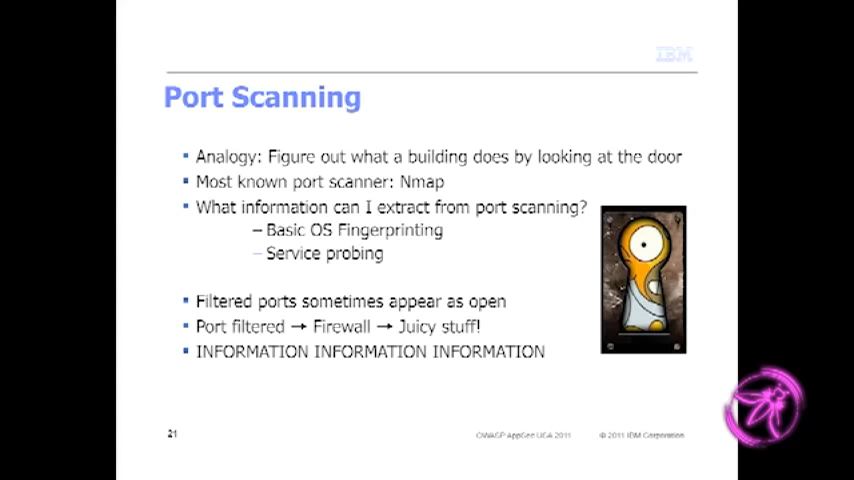 IBM
Port Scanning
▪ Analogy: Figure out what a building does by looking at the door
▪ Most known port scanner: Nmap
▪ What information can I extract from port scanning?
– Basic OS Fingerprinting
– Service probing
▪ Filtered ports sometimes appear as open
▪ Port filtered → Firewall → Juicy stuff!
▪ INFORMATION INFORMATION INFORMATION
21
OWASP AppSec USA 2011
© 2011 IBM Corporation